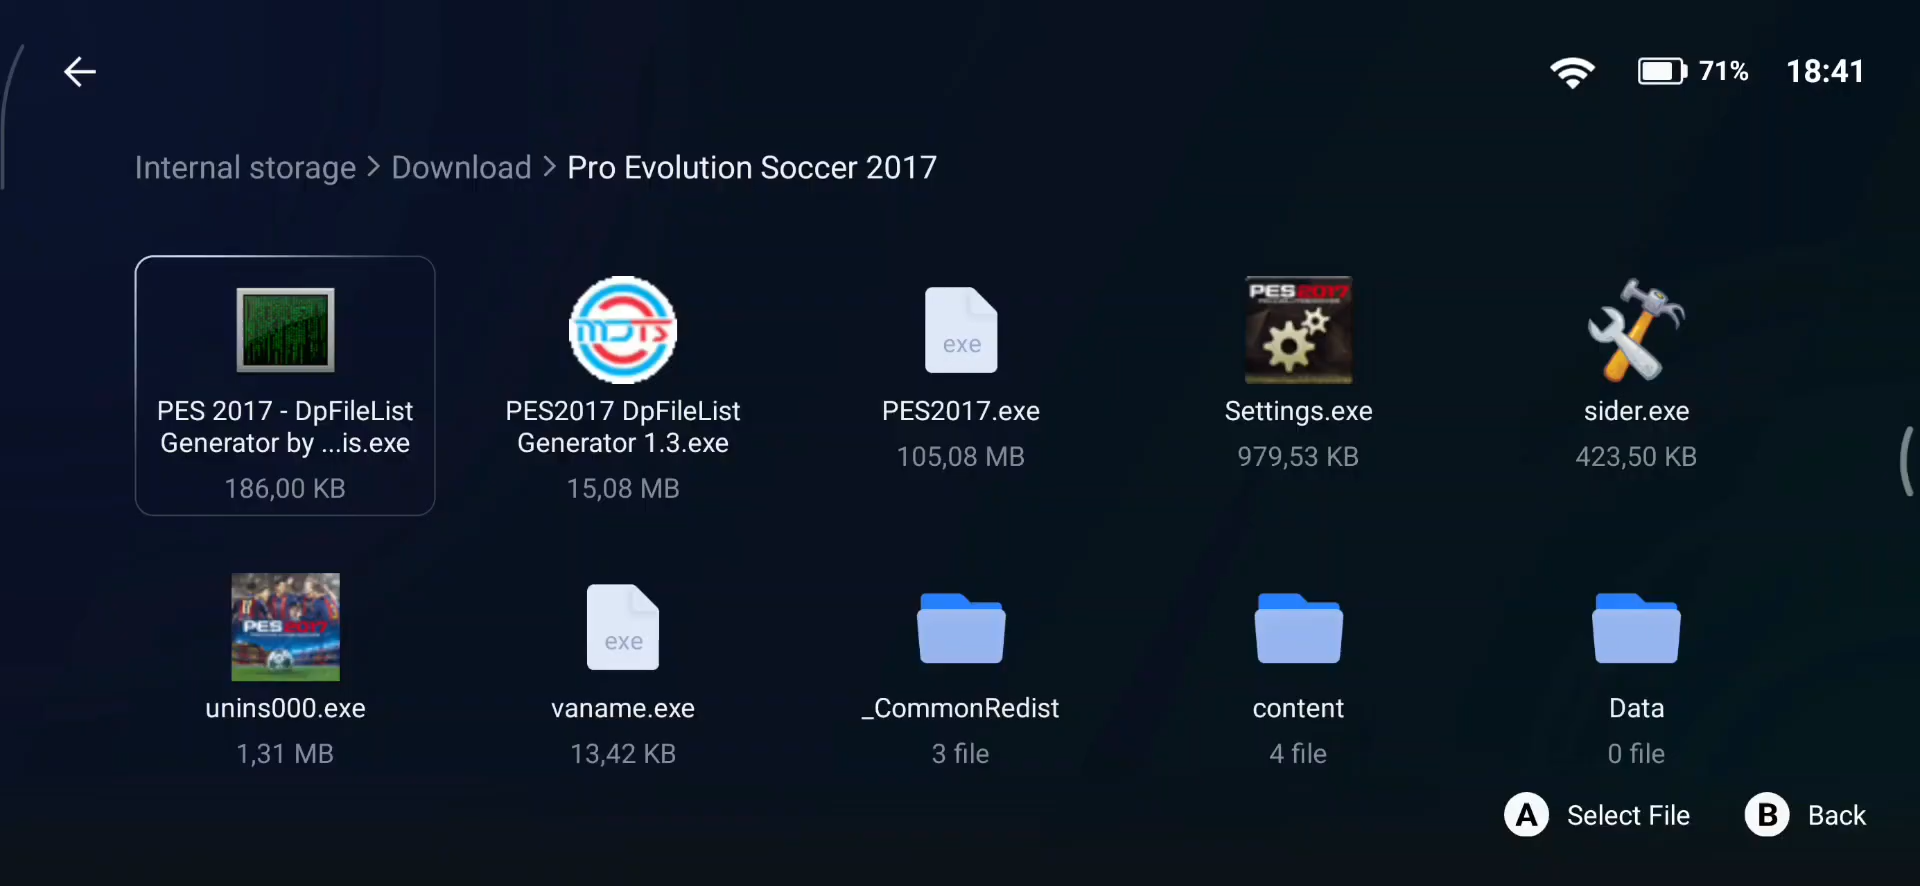 71% 18:41
Internal storage > Download > Pro Evolution Soccer 2017
PES 2017 - DpFileList
Generator by ...is.exe
186,00 KB
MDTS
PES2017 DpFileList
Generator 1.3.exe
15,08 MB
exe
PES2017.exe
105,08 MB
PES 2017
Settings.exe
979,53 KB
sider.exe
423,50 KB
PES 2017
unins000.exe
1,31 MB
exe
vaname.exe
13,42 KB
_CommonRedist
3 file
content
4 file
Data
0 file
A Select File
B Back